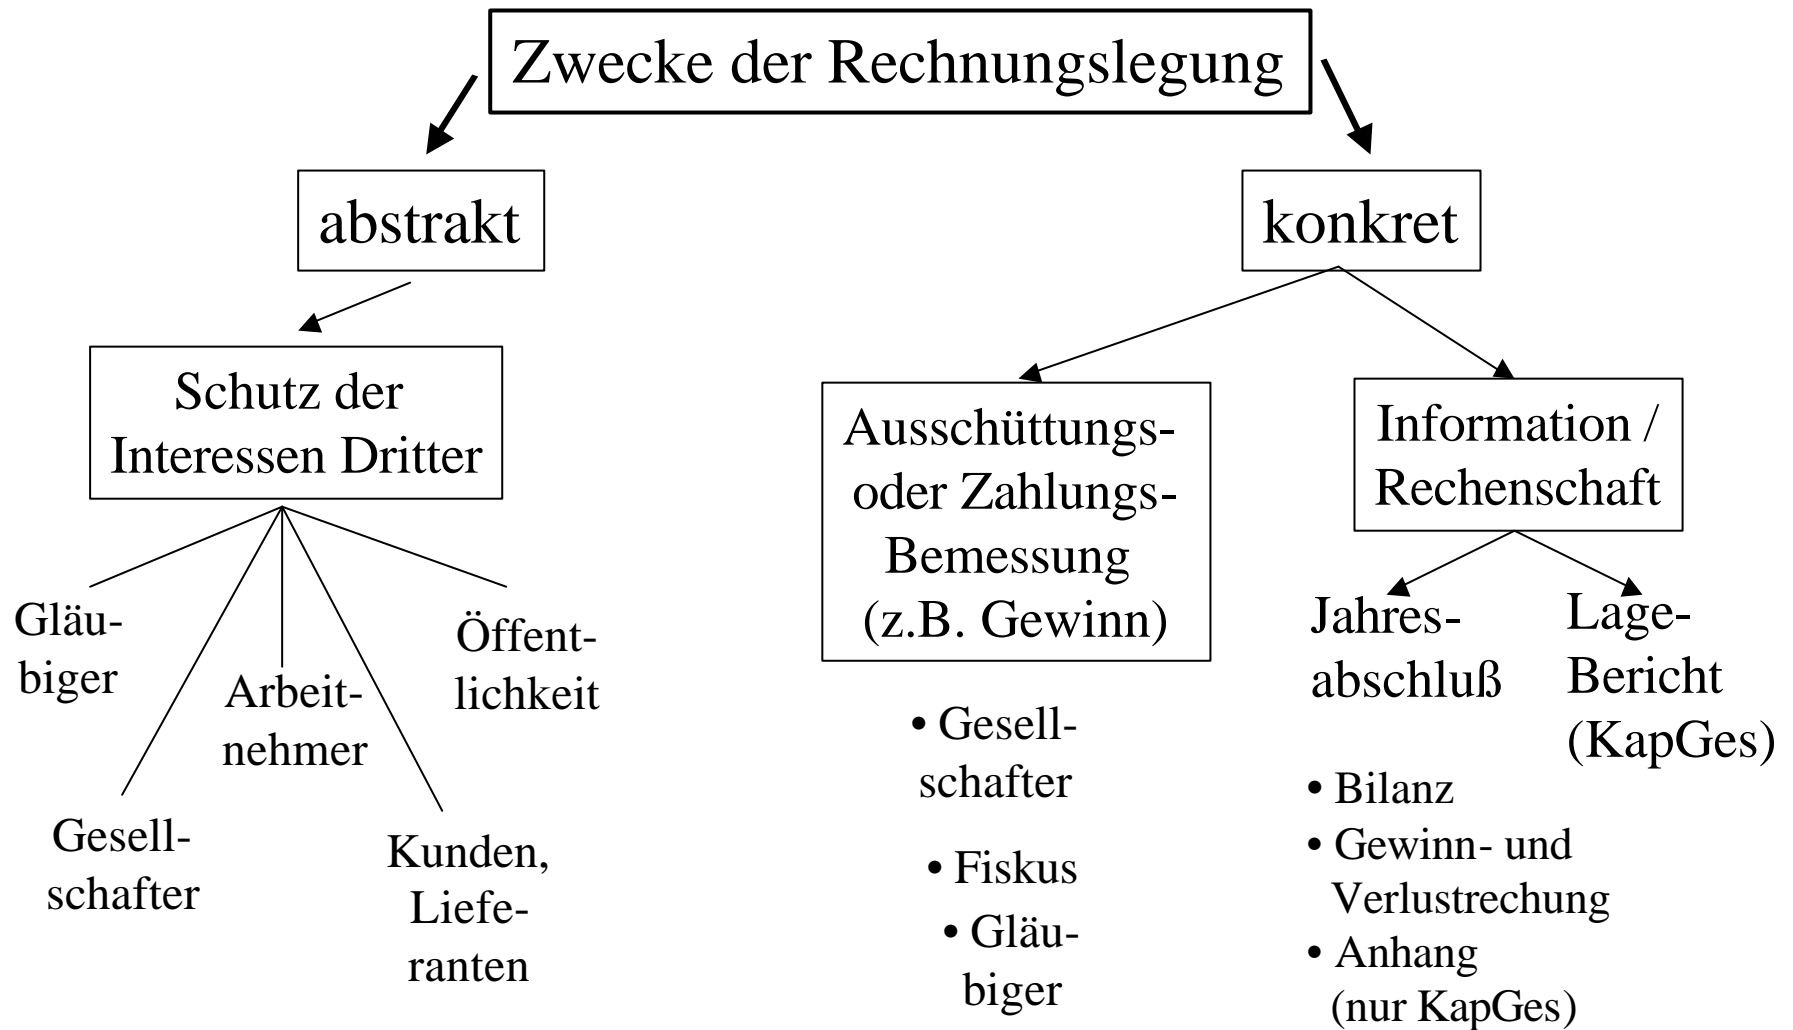 Zwecke der Rechnungslegung
abstrakt
konkret
Schutz der
Interessen Dritter
Gläu-
biger
Gesell-
schafter
Arbeit-
nehmer
Kunden,
Liefe-
ranten
Öffent-
lichkeit
Ausschüttungs-
oder Zahlungs-
Bemessung
(z.B. Gewinn)
• Gesell-
schafter
• Fiskus
• Gläu-
biger
Information /
Rechenschaft
Jahres-
abschluß
• Bilanz
• Gewinn- und
Verlustrechung
• Anhang
(nur KapGes)
Lage-
Bericht
(KapGes)